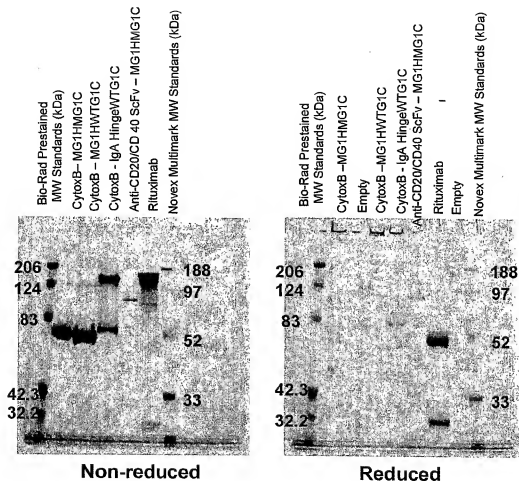 Bio-Rad Prestained
MW Standards (kDa)
CytoxB– MG1HMG1C
CytoxB – MG1HWTG1C
CytoxB - IgA HingeWTG1C
Anti-CD20/CD 40 ScFv – MG1HMG1C
Rituximab
Novex Multimark MW Standards (kDa)
206
124
83
42.3
32.2
188
97
52
33
Non-reduced
Bio-Rad Prestained
MW Standards (kDa)
CytoxB –MG1HMG1C
Empty
CytoxB –MG1HWTG1C
CytoxB - IgA HingeWTG1C
Anti-CD20/CD40 ScFv – MG1HMG1C
Rituximab
Empty
Novex Multimark MW Standards (kDa)
206
124
83
42.3
32.2
188
97
52
33
Reduced